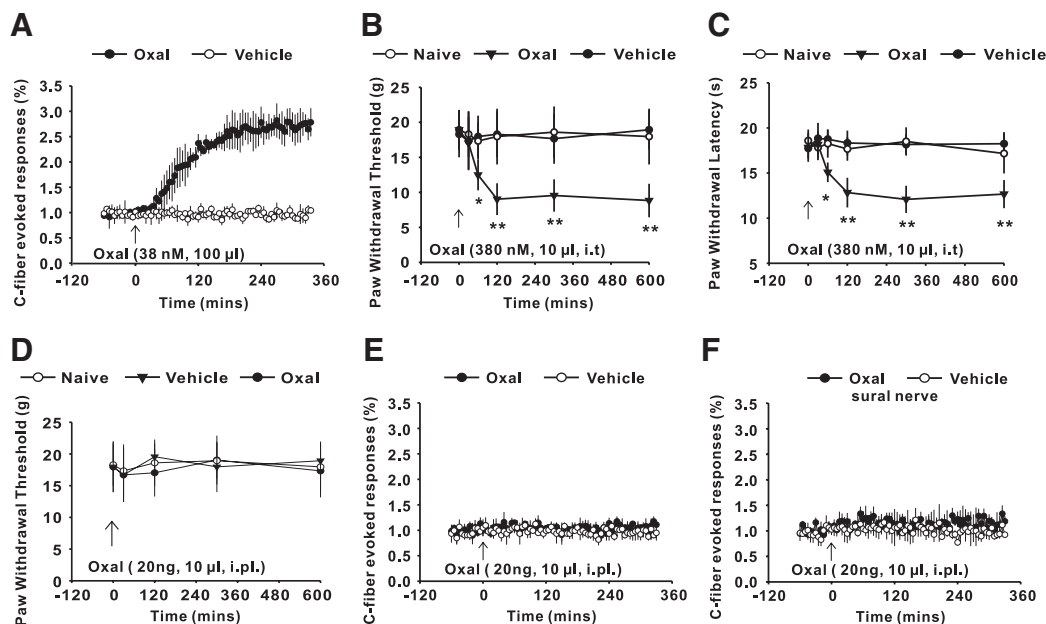 A
Oxal Vehicle
C-fiber evoked responses (%)
3.5
3.0
2.5
2.0
1.5
1.0
0.5
0.0
Oxal (38 nM, 100 µl)
-120 0 120 240 360
Time (mins)
B
Naive Oxal Vehicle
Paw Withdrawal Threshold (g)
25
20
15
10
5
0
*
**
**
**
Oxal (380 nM, 10 µl, i.t)
-120 0 120 240 360 480 600
Time (mins)
C
Naive Oxal Vehicle
Paw Withdrawal Latency (s)
25
20
15
10
5
*
**
**
**
Oxal (380 nM, 10 µl, i.t)
-120 0 120 240 360 480 600
Time (mins)
D
Naive Vehicle Oxal
Paw Withdrawal Threshold (g)
25
20
15
10
5
0
Oxal ( 20ng, 10 µl, i.pl.)
-120 0 120 240 360 480 600
Time (mins)
E
Oxal Vehicle
C-fiber evoked responses (%)
3.5
3.0
2.5
2.0
1.5
1.0
0.5
0.0
Oxal ( 20ng, 10 µl, i.pl.)
-120 0 120 240 360
Time (mins)
F
Oxal Vehicle
sural nerve
C-fiber evoked responses (%)
3.5
3.0
2.5
2.0
1.5
1.0
0.5
0.0
Oxal ( 20ng, 10 µl, i.pl.)
-120 0 120 240 360
Time (mins)